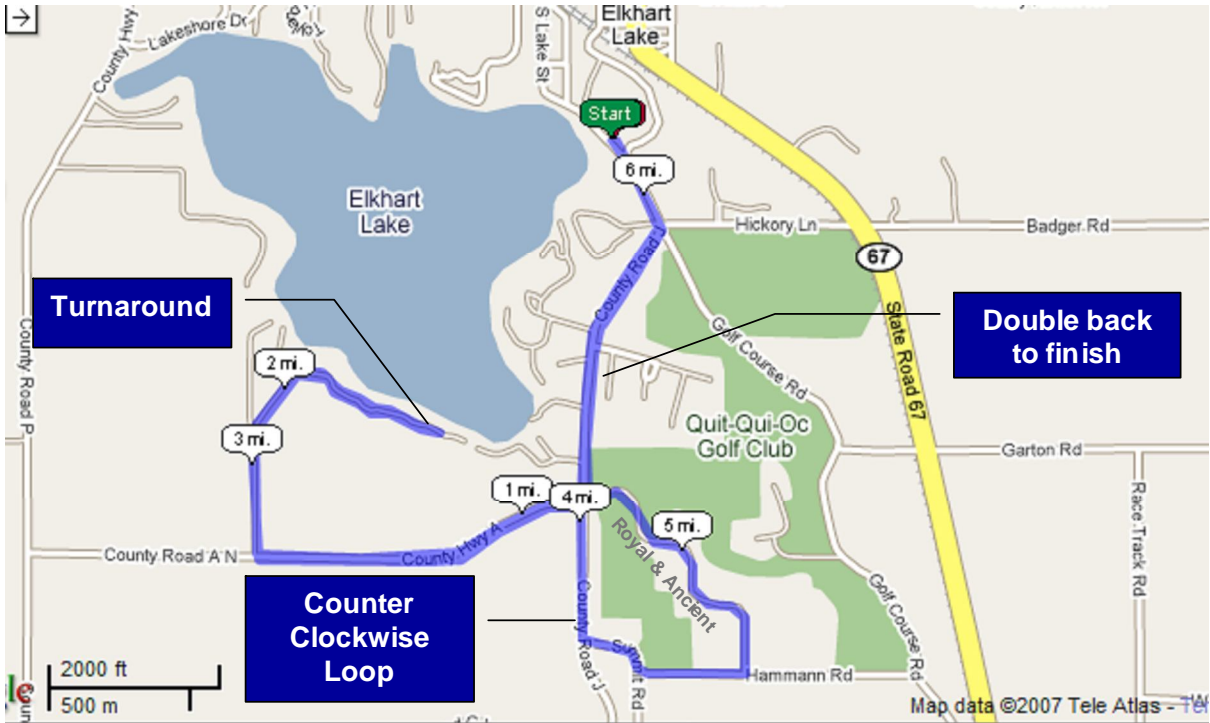 →
County Hwy
Lakeshore Dr
S Lake St
Elkhart
Lake
Start
6 mi.
Elkhart
Lake
Hickory Ln
Badger Rd
67
County Road J
Turnaround
Double back
to finish
State Road 67
Golf Course Rd
County Road P
2 mi.
3 mi.
Quit-Qui-Oc
Golf Club
Garton Rd
1 mi.
4 mi.
5 mi.
Race Track Rd
Royal & Ancient
County Road A N
County Hwy A
Counter
Clockwise
Loop
County Road J
Golf Course Rd
Summit Rd
Hammann Rd
2000 ft
500 m
Map data ©2007 Tele Atlas -